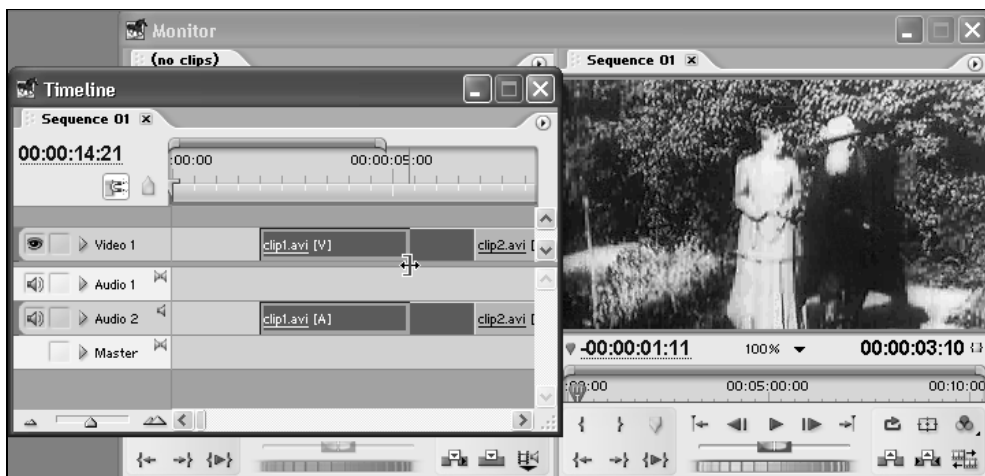 Monitor
(no clips)
Sequence 01
Timeline
Sequence 01
00:00:14:21
:00:00
00:00:05:00
Video 1
clip1.avi [V]
clip2.avi [
Audio 1
Audio 2
clip1.avi [A]
clip2.avi [
Master
-00:00:01:11
100%
00:00:03:10
:00
00:05:00:00
00:10:00